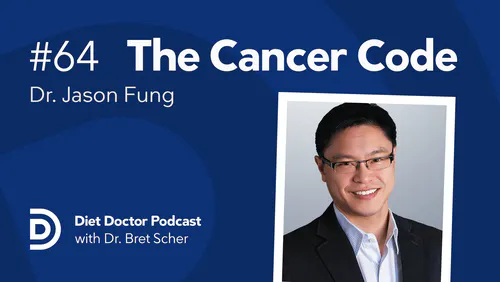 #64 The Cancer Code
Dr. Jason Fung
Diet Doctor Podcast
with Dr. Bret Scher